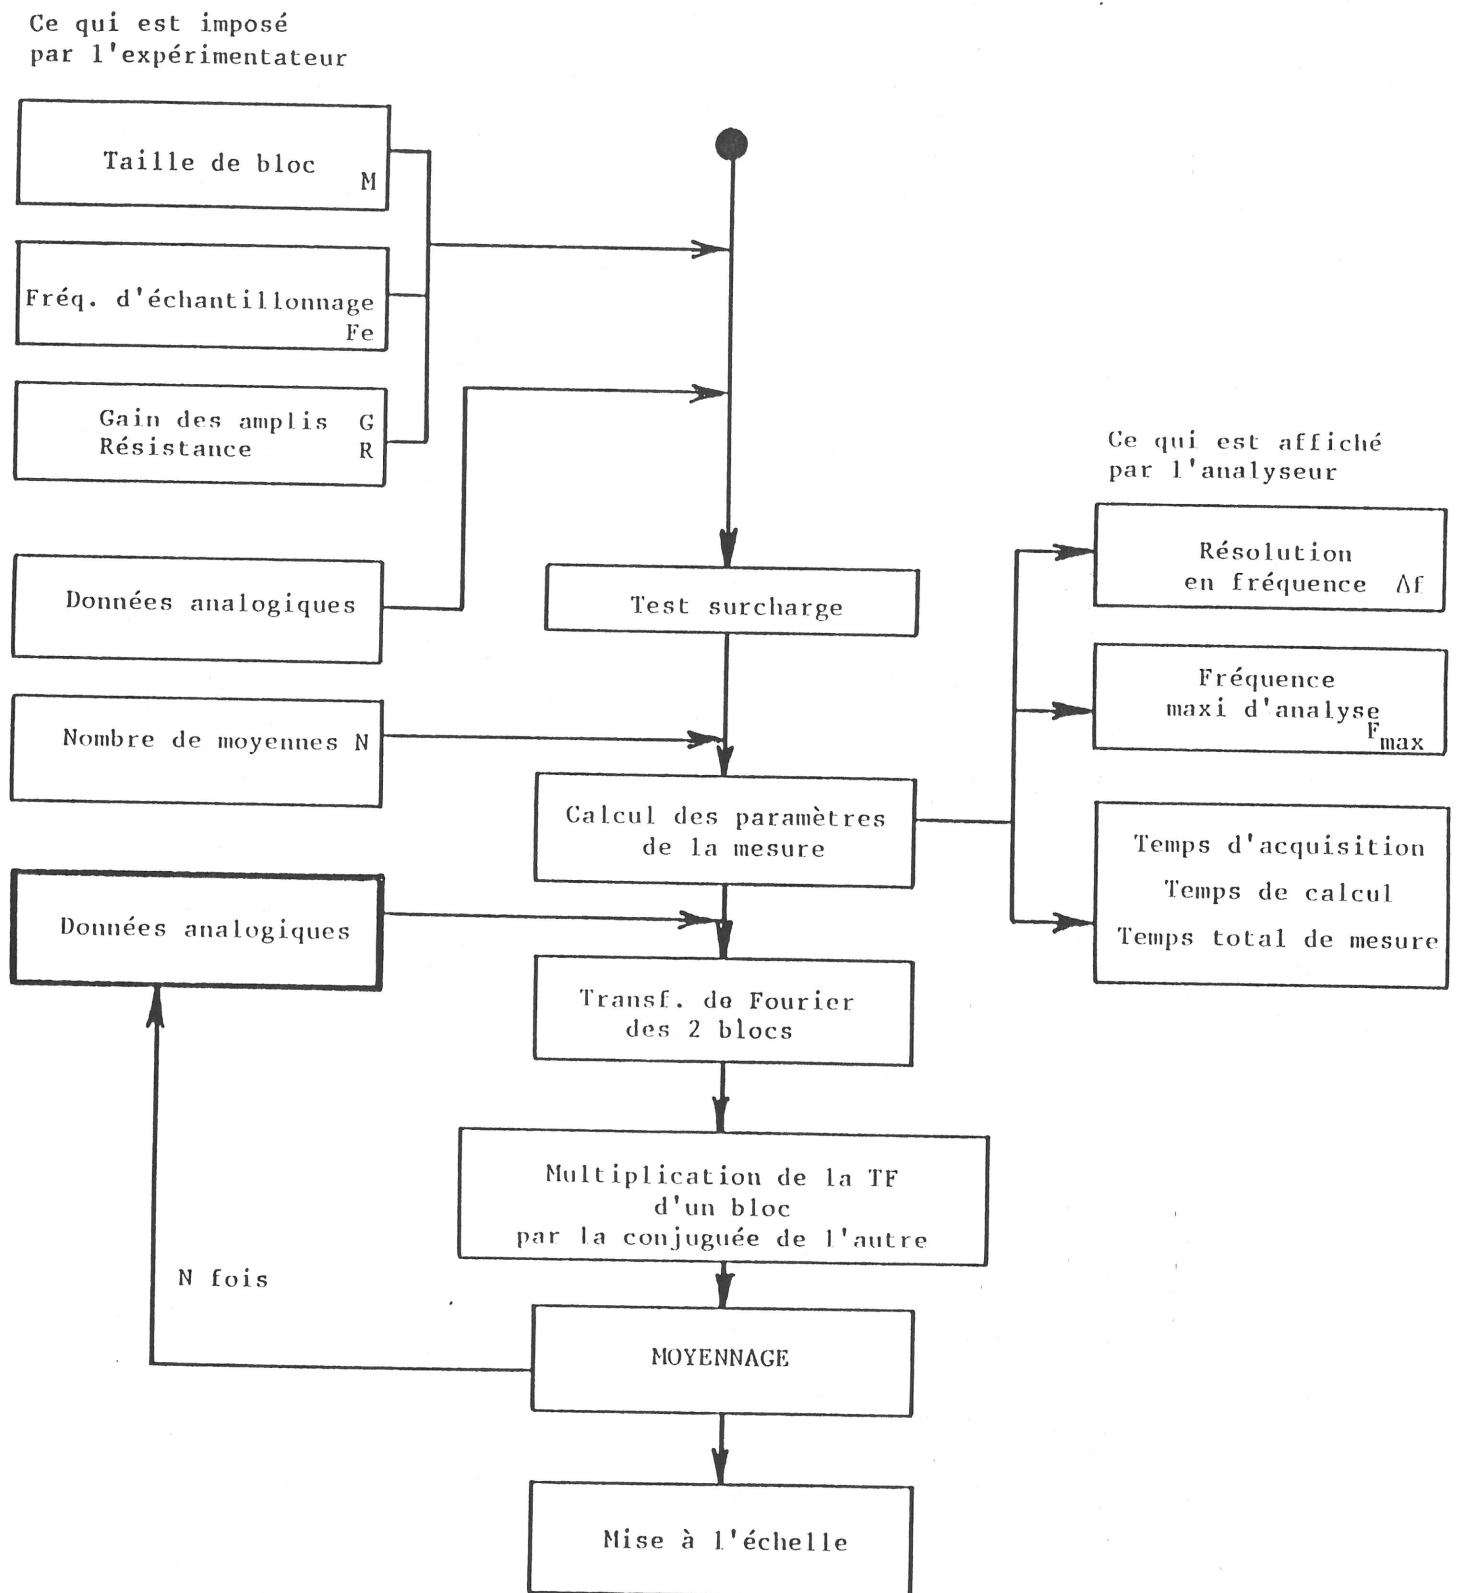 Ce qui est imposé
par l'expérimentateur
Taille de bloc
M
Fréq. d'échantillonnage
Fe
Gain des amplis G
Résistance R
Données analogiques
Nombre de moyennes N
Données analogiques
N fois
Test surcharge
Calcul des paramètres
de la mesure
Transf. de Fourier
des 2 blocs
Multiplication de la TF
d'un bloc
par la conjuguée de l'autre
MOYENNAGE
Mise à l'échelle
Ce qui est affiché
par l'analyseur
Résolution
en fréquence Δf
Fréquence
maxi d'analyse
Fmax
Temps d'acquisition
Temps de calcul
Temps total de mesure